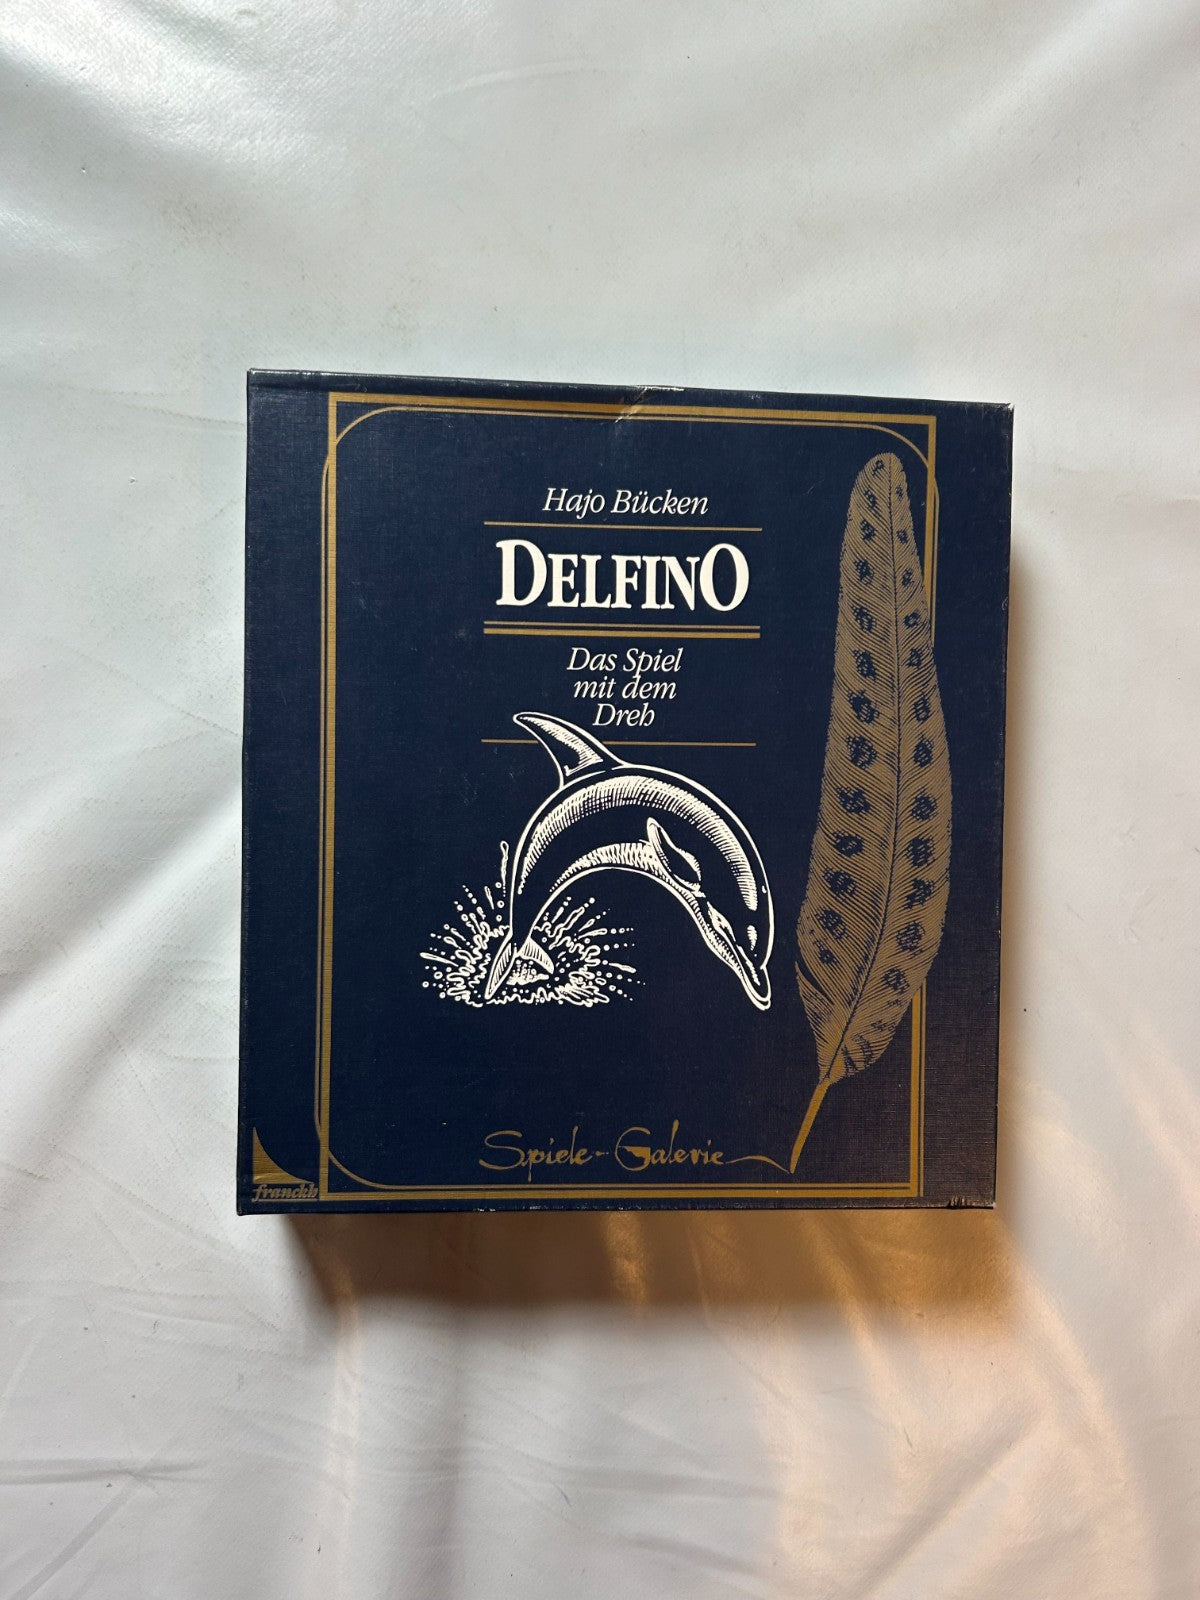 Hajo Bücken
DELFINO
Das Spiel
mit dem
Dreh
Spiele-Galerie
franckh